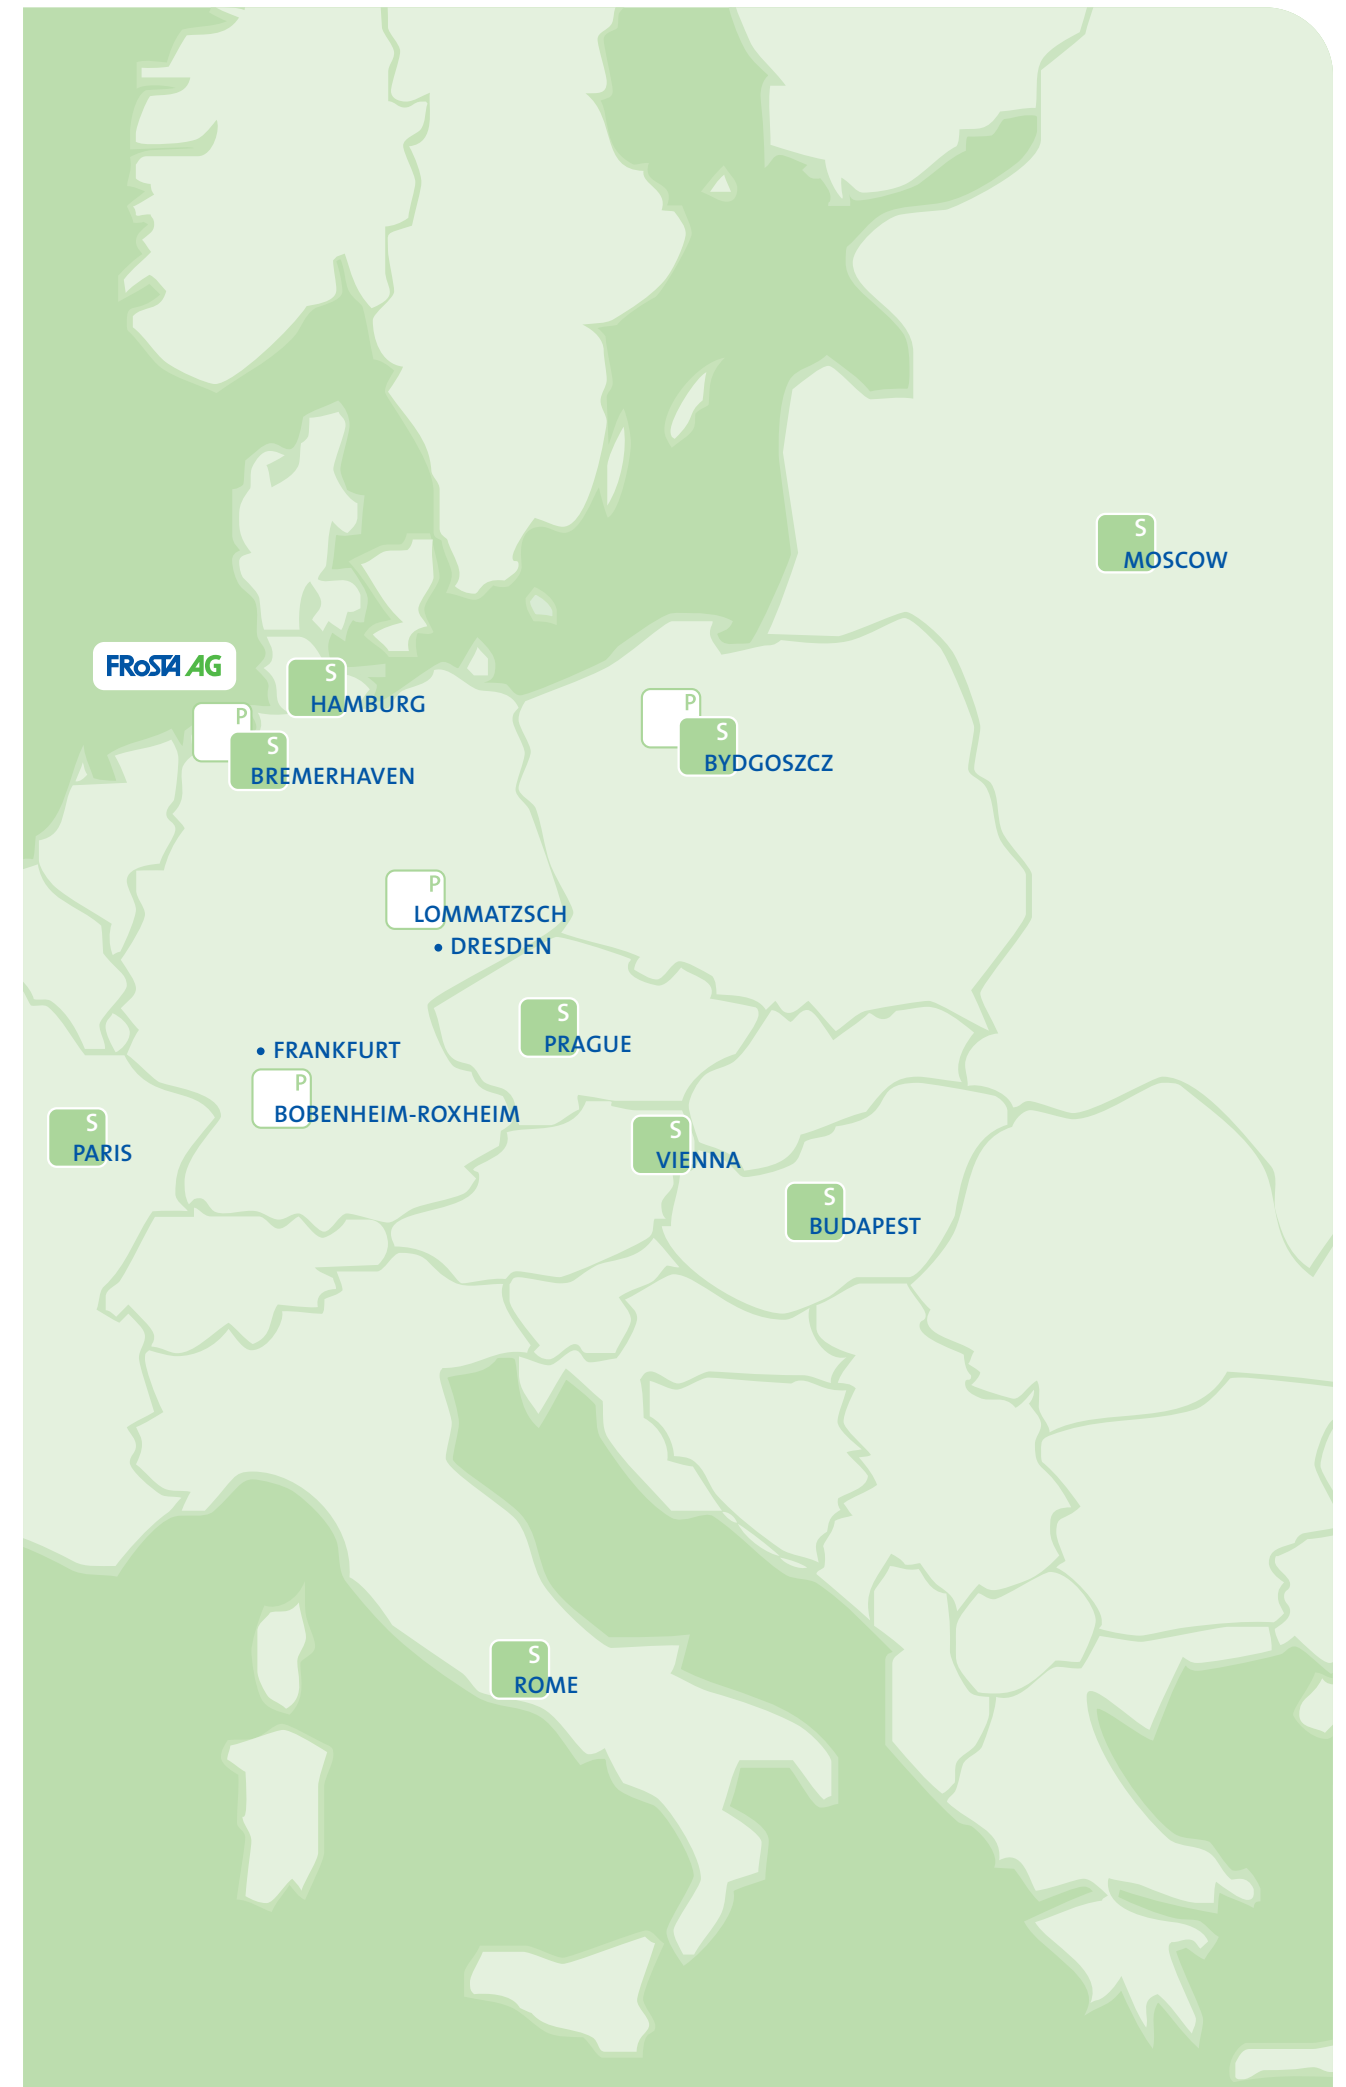 S
MOSCOW
FRoSTA AG
S
HAMBURG
P
S
BREMERHAVEN
P
S
BYDGOSZCZ
P
LOMMATZSCH
• DRESDEN
S
PRAGUE
• FRANKFURT
P
BOBENHEIM-ROXHEIM
S
PARIS
S
VIENNA
S
BUDAPEST
S
ROME